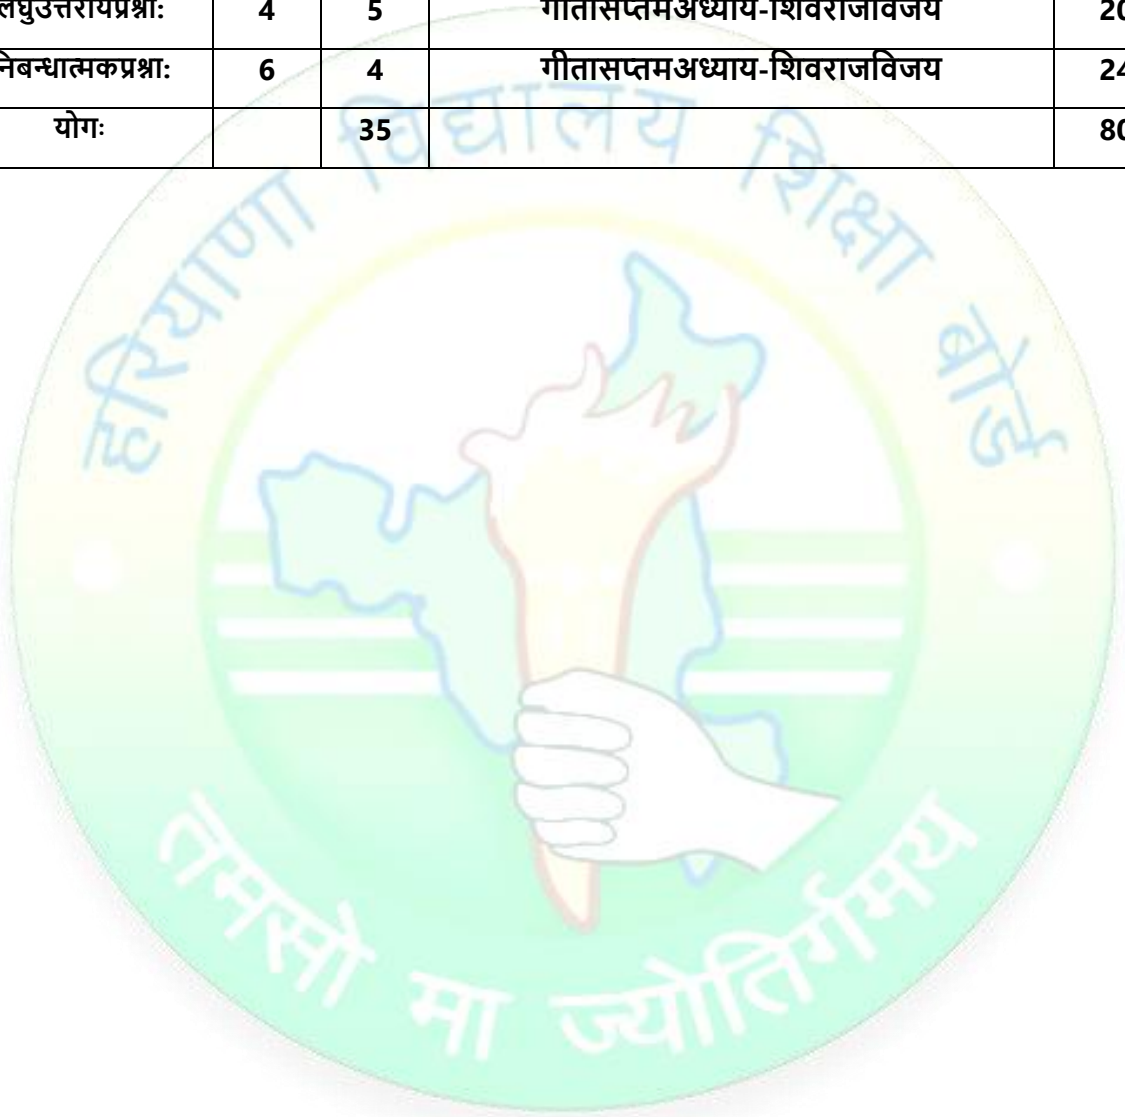 लघुउत्तरीयप्रश्नाः 4 5 गीतासप्तमअध्याय-शिवराजविजय 20
निबन्धात्मकप्रश्ना: 6 4 गीतासप्तमअध्याय-शिवराजविजय 24
योगः 35 80
हरियाणा विद्यालय शिक्षा बोर्ड
तमसो मा ज्योतिर्गमय